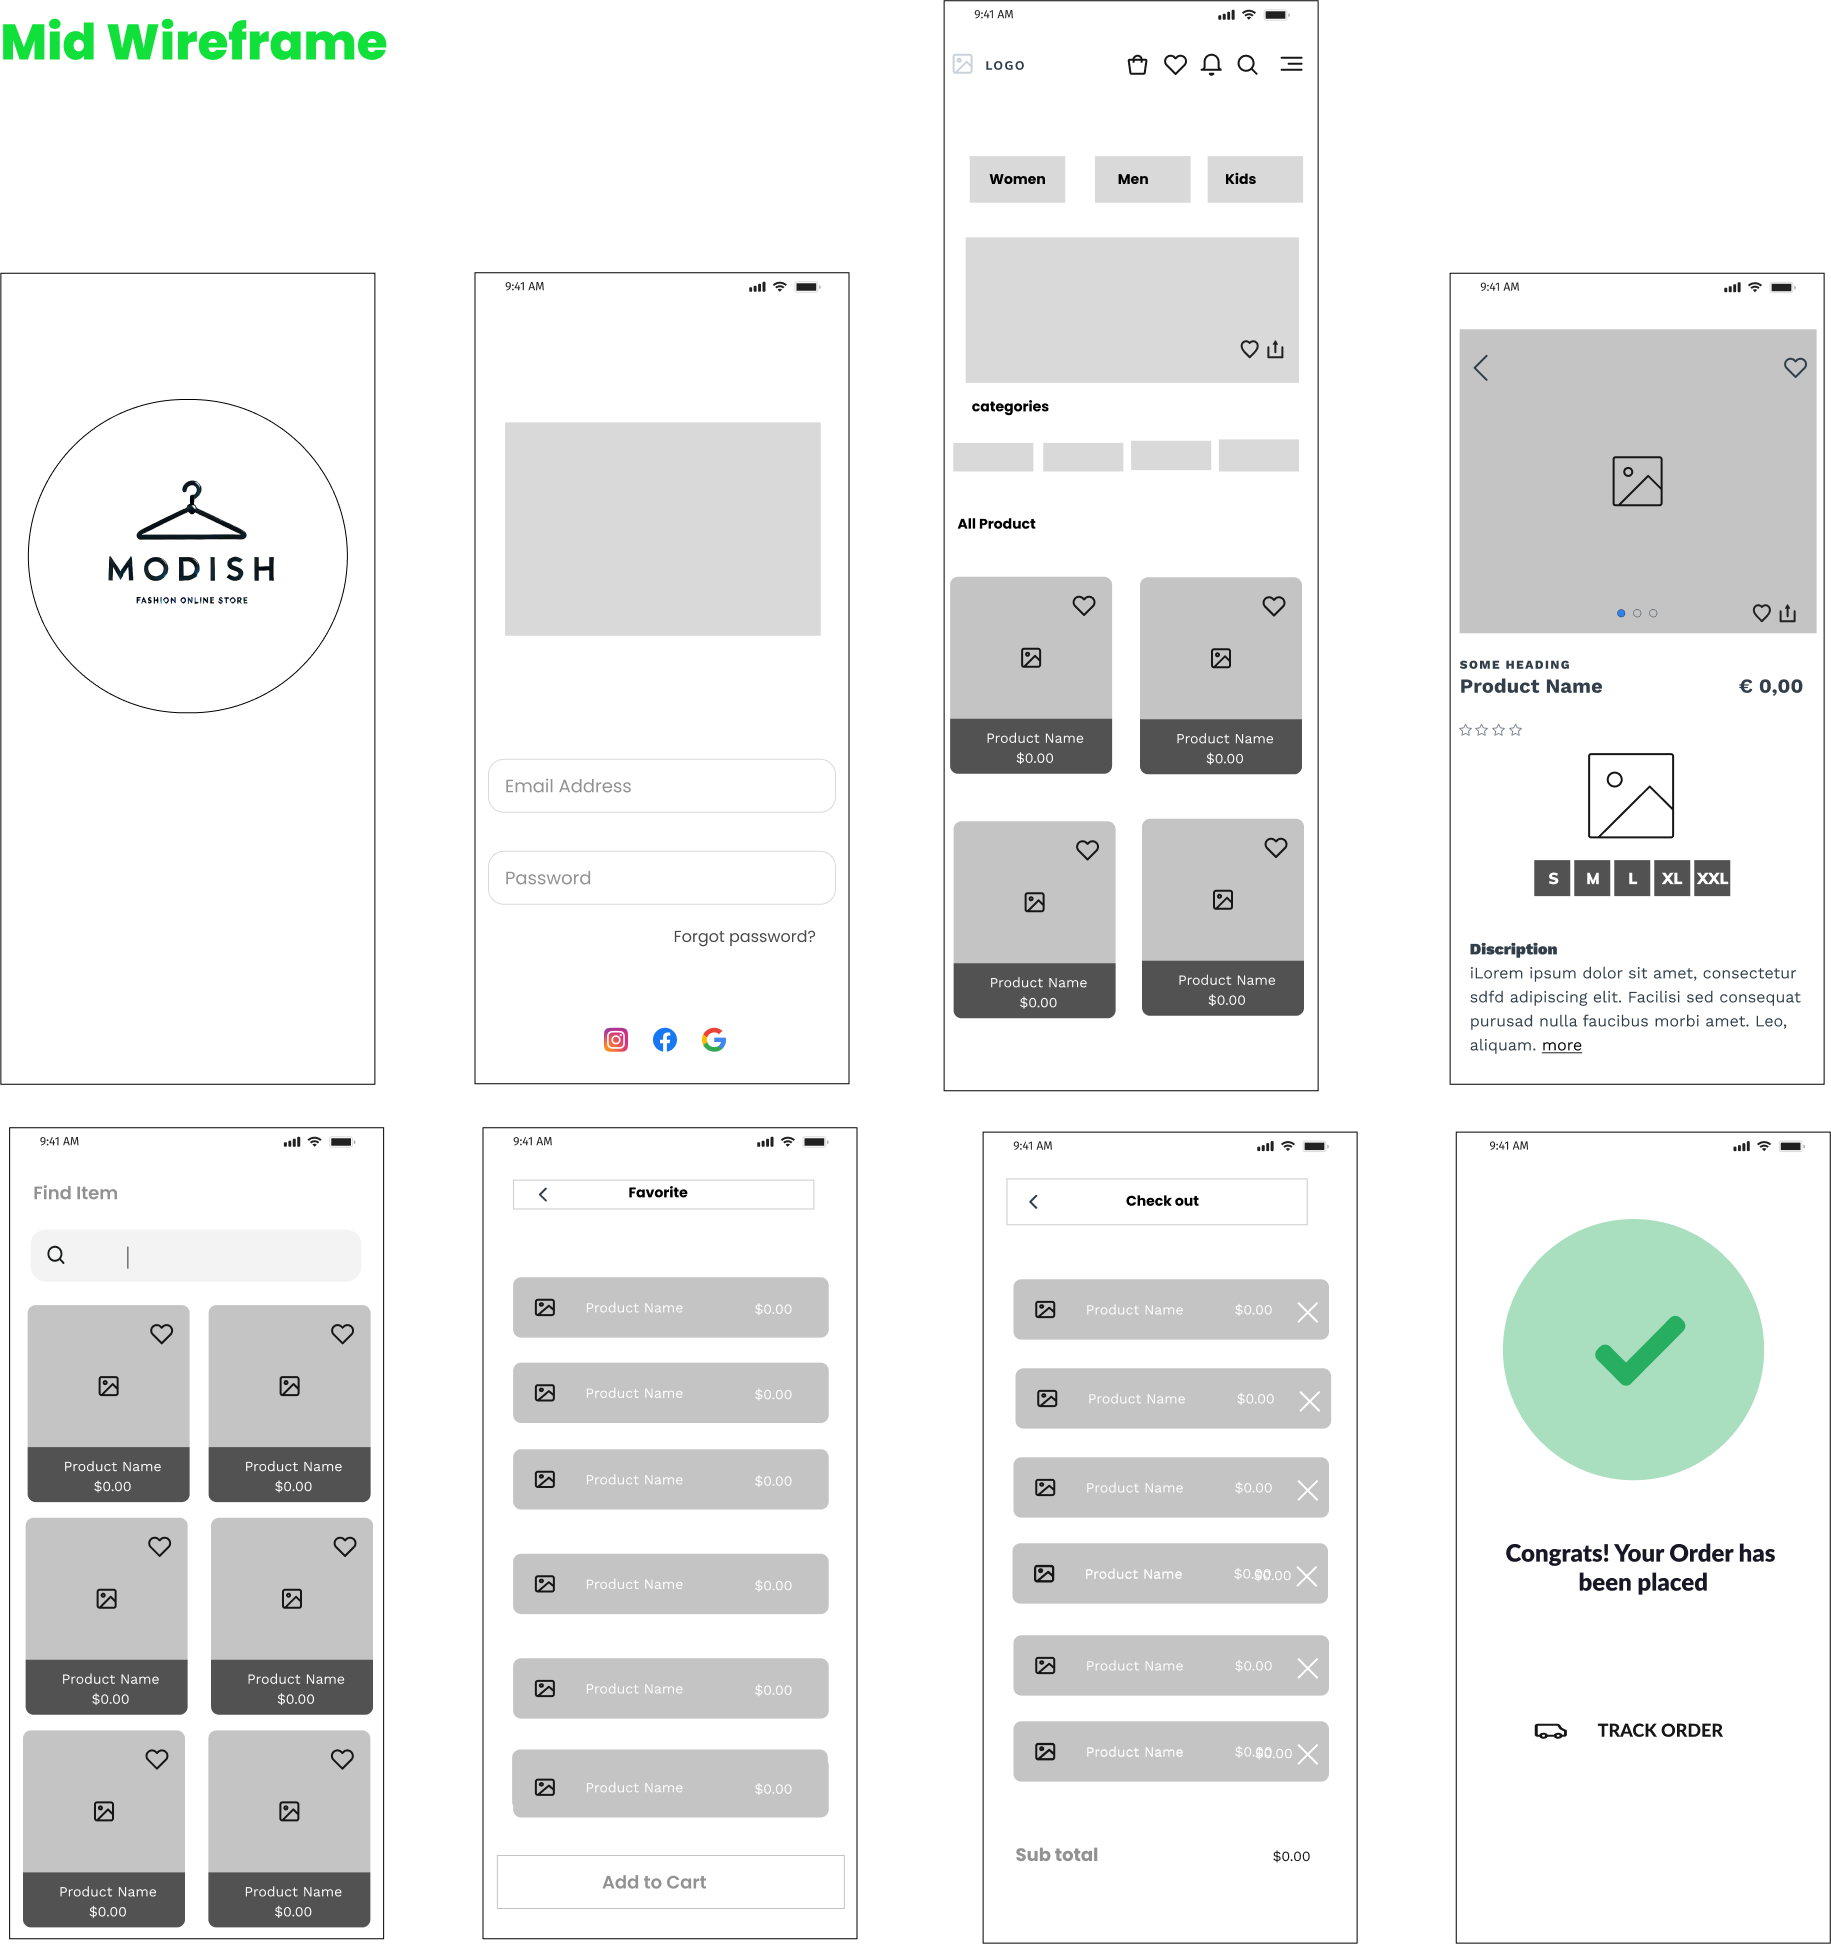 Mid Wireframe
MODISH
FASHION ONLINE STORE
9:41 AM
Email Address
Password
Forgot password?
9:41 AM
LOGO
Women Men Kids
categories
All Product
Product Name Product Name
$0.00 $0.00
Product Name Product Name
$0.00 $0.00
9:41 AM
SOME HEADING
Product Name € 0,00
S M L XL XXL
Discription
iLorem ipsum dolor sit amet, consectetur
sdfd adipiscing elit. Facilisi sed consequat
purusad nulla faucibus morbi amet. Leo,
aliquam. more
9:41 AM
Find Item
Product Name Product Name
$0.00 $0.00
Product Name Product Name
$0.00 $0.00
Product Name Product Name
$0.00 $0.00
9:41 AM
Favorite
Product Name $0.00
Product Name $0.00
Product Name $0.00
Product Name $0.00
Product Name $0.00
Product Name $0.00
Add to Cart
9:41 AM
Check out
Product Name $0.00
Product Name $0.00
Product Name $0.00
Product Name $0.00 $0.00
Product Name $0.00
Product Name $0.00 $0.00
Sub total $0.00
9:41 AM
Congrats! Your Order has
been placed
TRACK ORDER